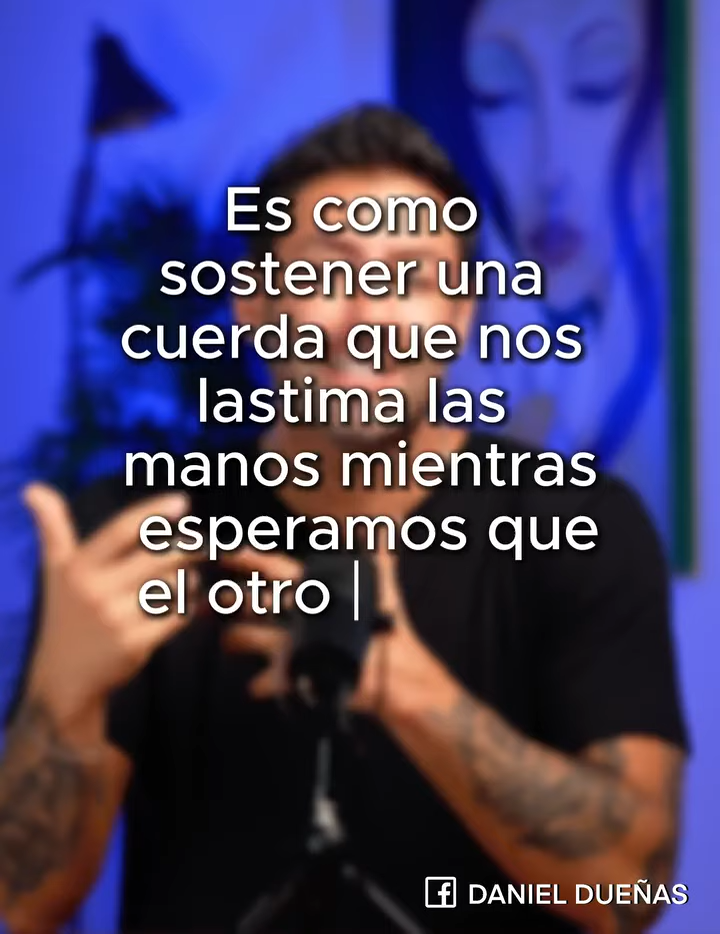 Es como
sostener una
cuerda que nos
lastima las
manos mientras
esperamos que
el otro |
DANIEL DUEÑAS